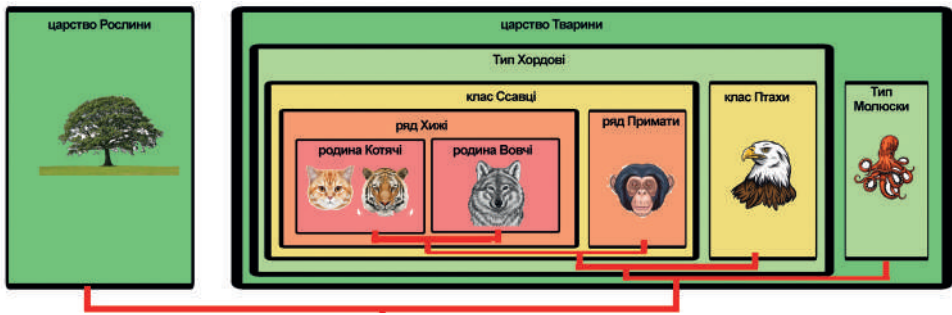 царство Рослини
царство Тварини
Тип Хордові
клас Ссавці
клас Птахи
Тип
Молюски
ряд Хижі
ряд Примати
родина Котячі
родина Вовчі